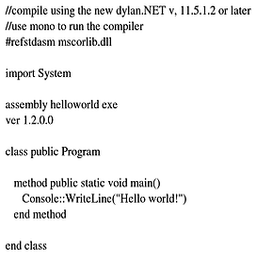 //compile using the new dylan.NET v, 11.5.1.2 or later
//use mono to run the compiler
#refstdasm mscorlib.dll
import System
assembly helloworld exe
ver 1.2.0.0
class public Program
method public static void main()
Console::WriteLine("Hello world!")
end method
end class